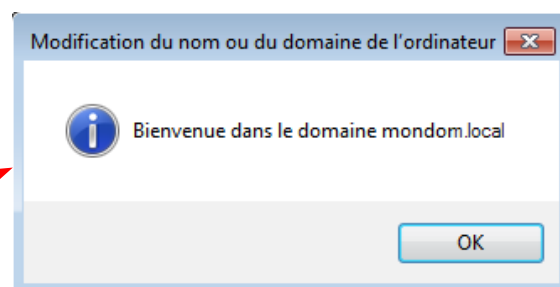 Modification du nom ou du domaine de l'ordinateur
Bienvenue dans le domaine mondom.local
OK